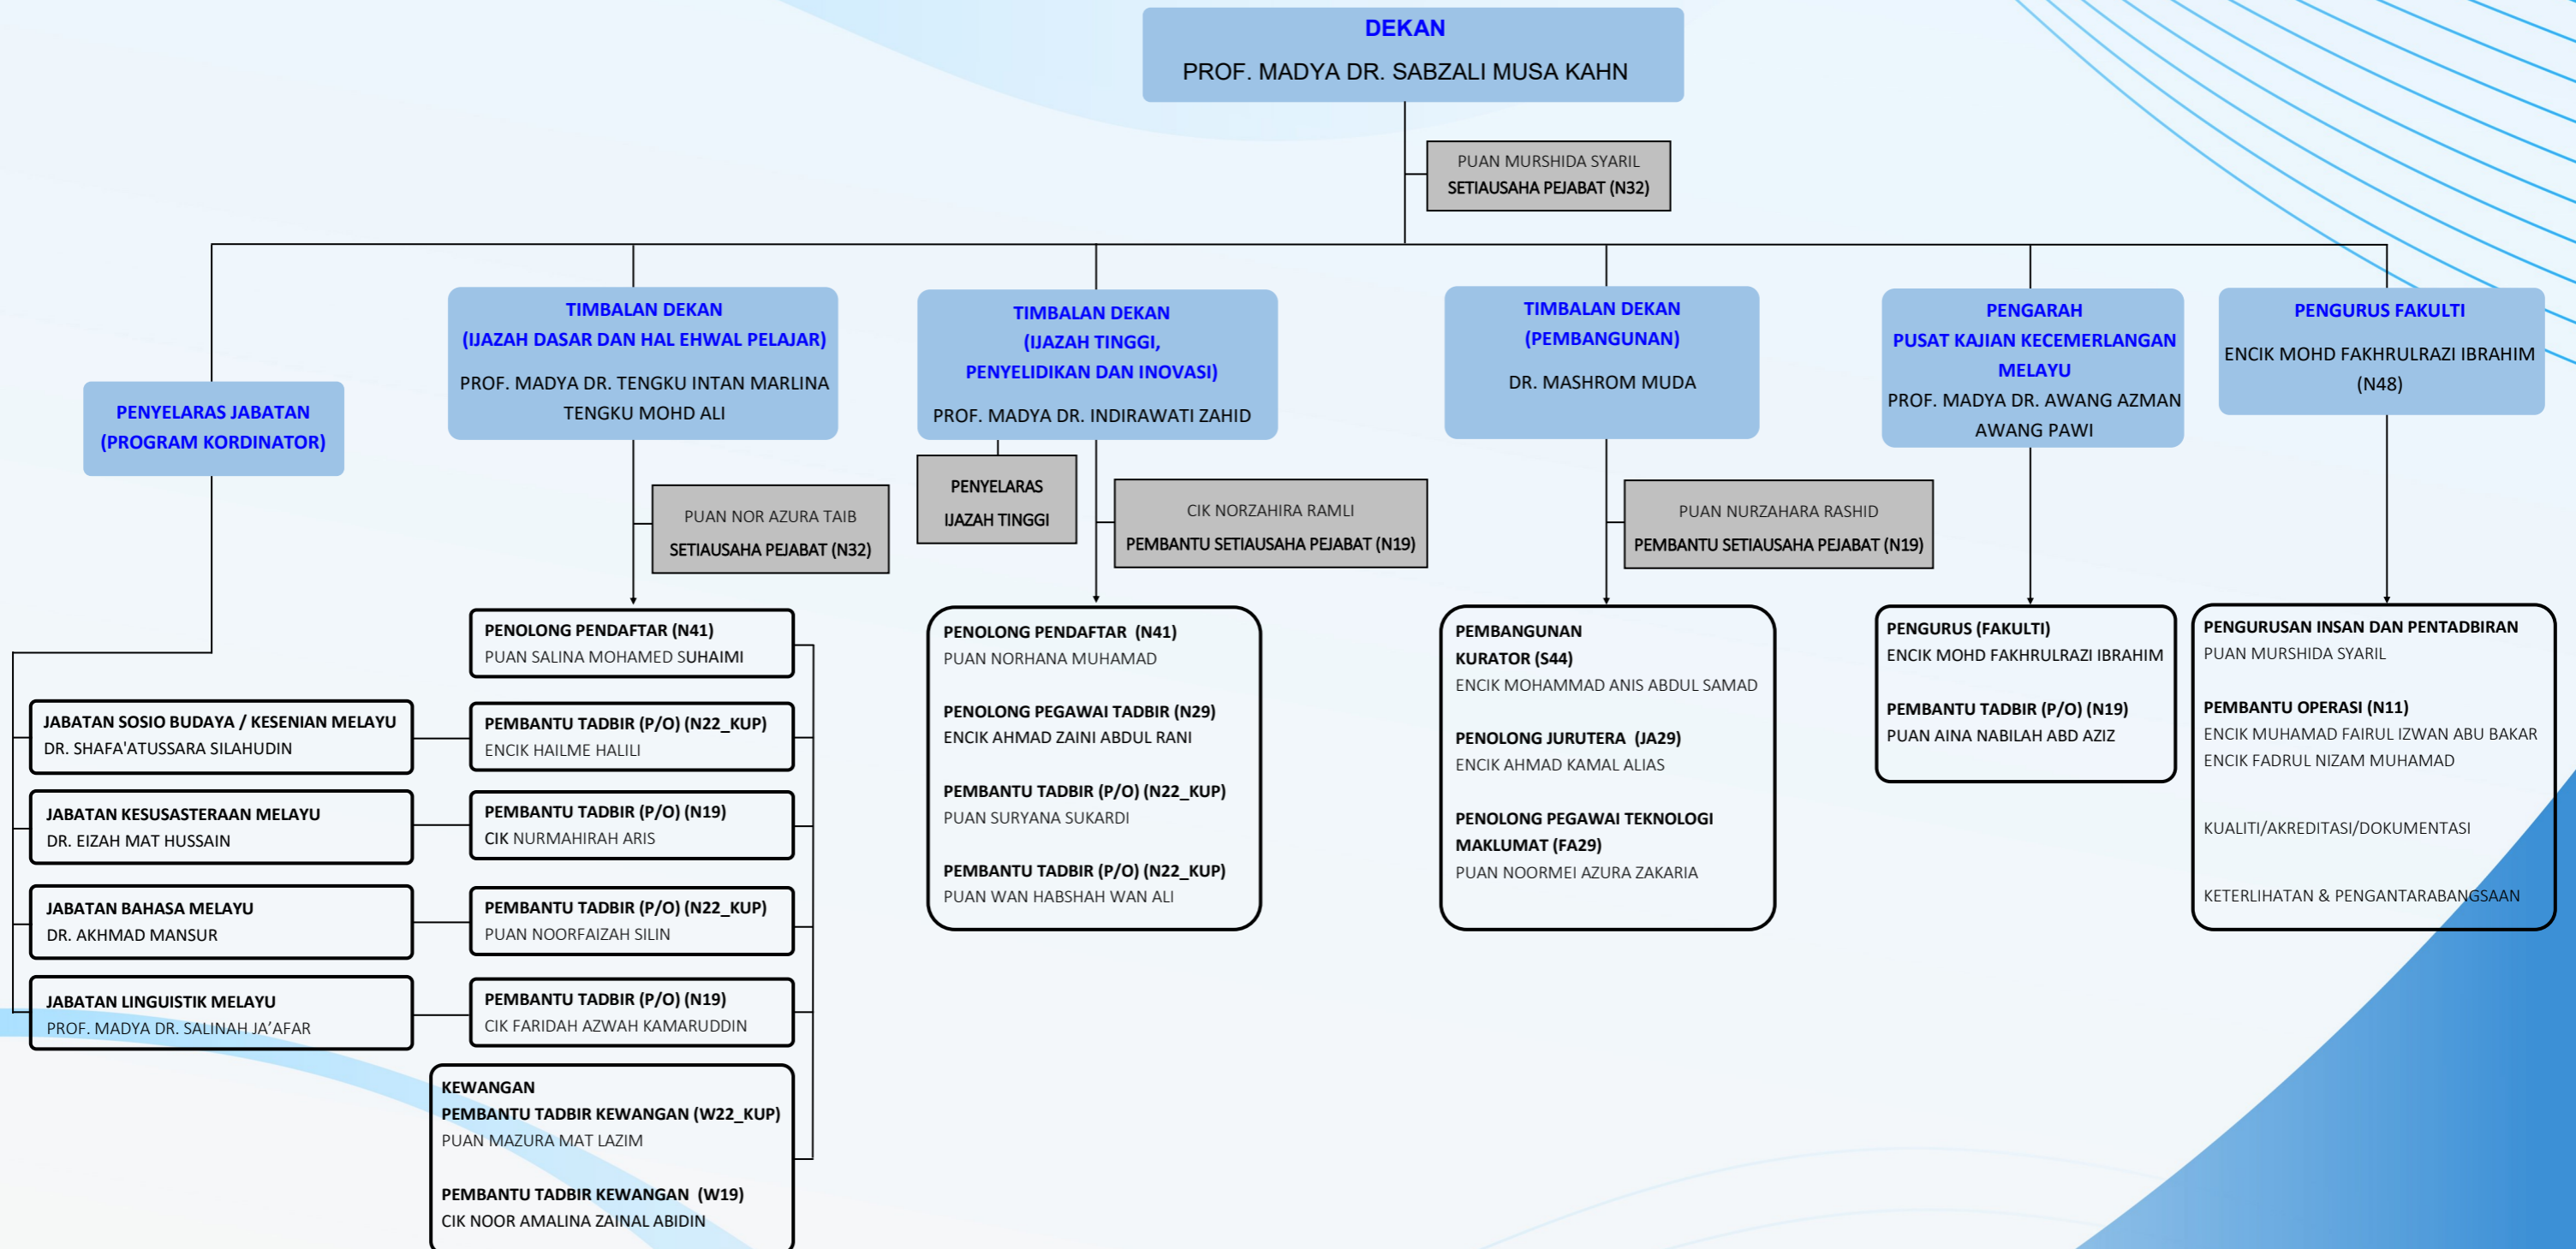 DEKAN
PROF. MADYA DR. SABZALI MUSA KAHN
PUAN MURSHIDA SYARIL
SETIAUSAHA PEJABAT (N32)
PENYELARAS JABATAN
(PROGRAM KORDINATOR)
TIMBALAN DEKAN
(IJAZAH DASAR DAN HAL EHWAL PELAJAR)
PROF. MADYA DR. TENGKU INTAN MARLINA
TENGKU MOHD ALI
TIMBALAN DEKAN
(IJAZAH TINGGI,
PENYELIDIKAN DAN INOVASI)
PROF. MADYA DR. INDIRAWATI ZAHID
TIMBALAN DEKAN
(PEMBANGUNAN)
DR. MASHROM MUDA
PENGARAH
PUSAT KAJIAN KECEMERLANGAN
MELAYU
PROF. MADYA DR. AWANG AZMAN
AWANG PAWI
PENGURUS FAKULTI
ENCIK MOHD FAKHRULRAZI IBRAHIM
(N48)
PUAN NOR AZURA TAIB
SETIAUSAHA PEJABAT (N32)
PENYELARAS
IJAZAH TINGGI
CIK NORZAHIRA RAMLI
PEMBANTU SETIAUSAHA PEJABAT (N19)
PUAN NURZAHARA RASHID
PEMBANTU SETIAUSAHA PEJABAT (N19)
JABATAN SOSIO BUDAYA / KESENIAN MELAYU
DR. SHAFA'ATUSSARA SILAHUDIN
JABATAN KESUSASTERAAN MELAYU
DR. EIZAH MAT HUSSAIN
JABATAN BAHASA MELAYU
DR. AKHMAD MANSUR
JABATAN LINGUISTIK MELAYU
PROF. MADYA DR. SALINAH JA’AFAR
PENOLONG PENDAFTAR (N41)
PUAN SALINA MOHAMED SUHAIMI
PEMBANTU TADBIR (P/O) (N22_KUP)
ENCIK HAILME HALILI
PEMBANTU TADBIR (P/O) (N19)
CIK NURMAHIRAH ARIS
PEMBANTU TADBIR (P/O) (N22_KUP)
PUAN NOORFAIZAH SILIN
PEMBANTU TADBIR (P/O) (N19)
CIK FARIDAH AZWAH KAMARUDDIN
KEWANGAN
PEMBANTU TADBIR KEWANGAN (W22_KUP)
PUAN MAZURA MAT LAZIM
PEMBANTU TADBIR KEWANGAN (W19)
CIK NOOR AMALINA ZAINAL ABIDIN
PENOLONG PENDAFTAR (N41)
PUAN NORHANA MUHAMAD
PENOLONG PEGAWAI TADBIR (N29)
ENCIK AHMAD ZAINI ABDUL RANI
PEMBANTU TADBIR (P/O) (N22_KUP)
PUAN SURYANA SUKARDI
PEMBANTU TADBIR (P/O) (N22_KUP)
PUAN WAN HABSHAH WAN ALI
PEMBANGUNAN
KURATOR (S44)
ENCIK MOHAMMAD ANIS ABDUL SAMAD
PENOLONG JURUTERA (JA29)
ENCIK AHMAD KAMAL ALIAS
PENOLONG PEGAWAI TEKNOLOGI
MAKLUMAT (FA29)
PUAN NOORMEI AZURA ZAKARIA
PENGURUS (FAKULTI)
ENCIK MOHD FAKHRULRAZI IBRAHIM
PEMBANTU TADBIR (P/O) (N19)
PUAN AINA NABILAH ABD AZIZ
PENGURUSAN INSAN DAN PENTADBIRAN
PUAN MURSHIDA SYARIL
PEMBANTU OPERASI (N11)
ENCIK MUHAMAD FAIRUL IZWAN ABU BAKAR
ENCIK FADRUL NIZAM MUHAMAD
KUALITI/AKREDITASI/DOKUMENTASI
KETERLIHATAN & PENGANTARABANGSAAN